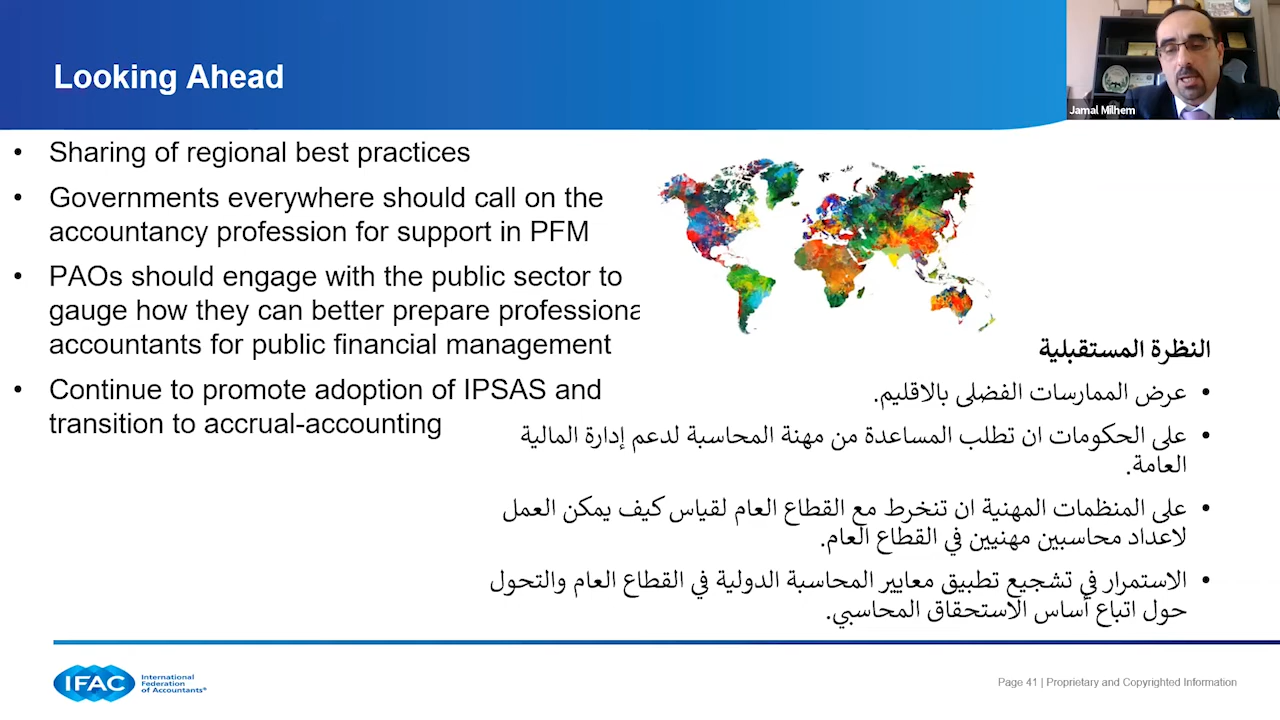 Looking Ahead
Jamal Milhem
• Sharing of regional best practices
• Governments everywhere should call on the
accountancy profession for support in PFM
• PAOs should engage with the public sector to
gauge how they can better prepare professiona
accountants for public financial management
• Continue to promote adoption of IPSAS and
transition to accrual-accounting
النظرة المستقبلية
• عرض الممارسات الفضلى بالاقليم.
• على الحكومات ان تطلب المساعدة من مهنة المحاسبة لدعم إدارة المالية
العامة.
• على المنظمات المهنية ان تنخرط مع القطاع العام لقياس كيف يمكن العمل
لاعداد محاسبين مهنيين في القطاع العام.
• الاستمرار في تشجيع تطبيق معايير المحاسبة الدولية في القطاع العام والتحول
حول اتباع أساس الاستحقاق المحاسبي.
IFAC
International
Federation
of Accountants®
Page 41 | Proprietary and Copyrighted Information